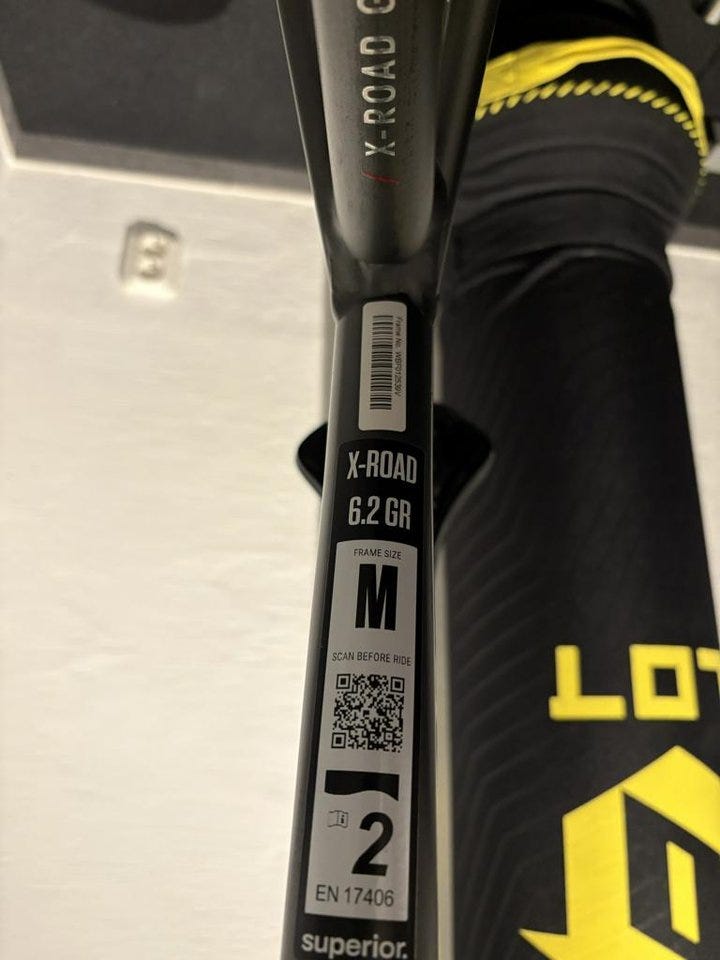 X-ROAD G
Frame No.
X-ROAD
6.2 GR
FRAME SIZE
M
SCAN BEFORE RIDE
2
EN 17406
superior.
LOT